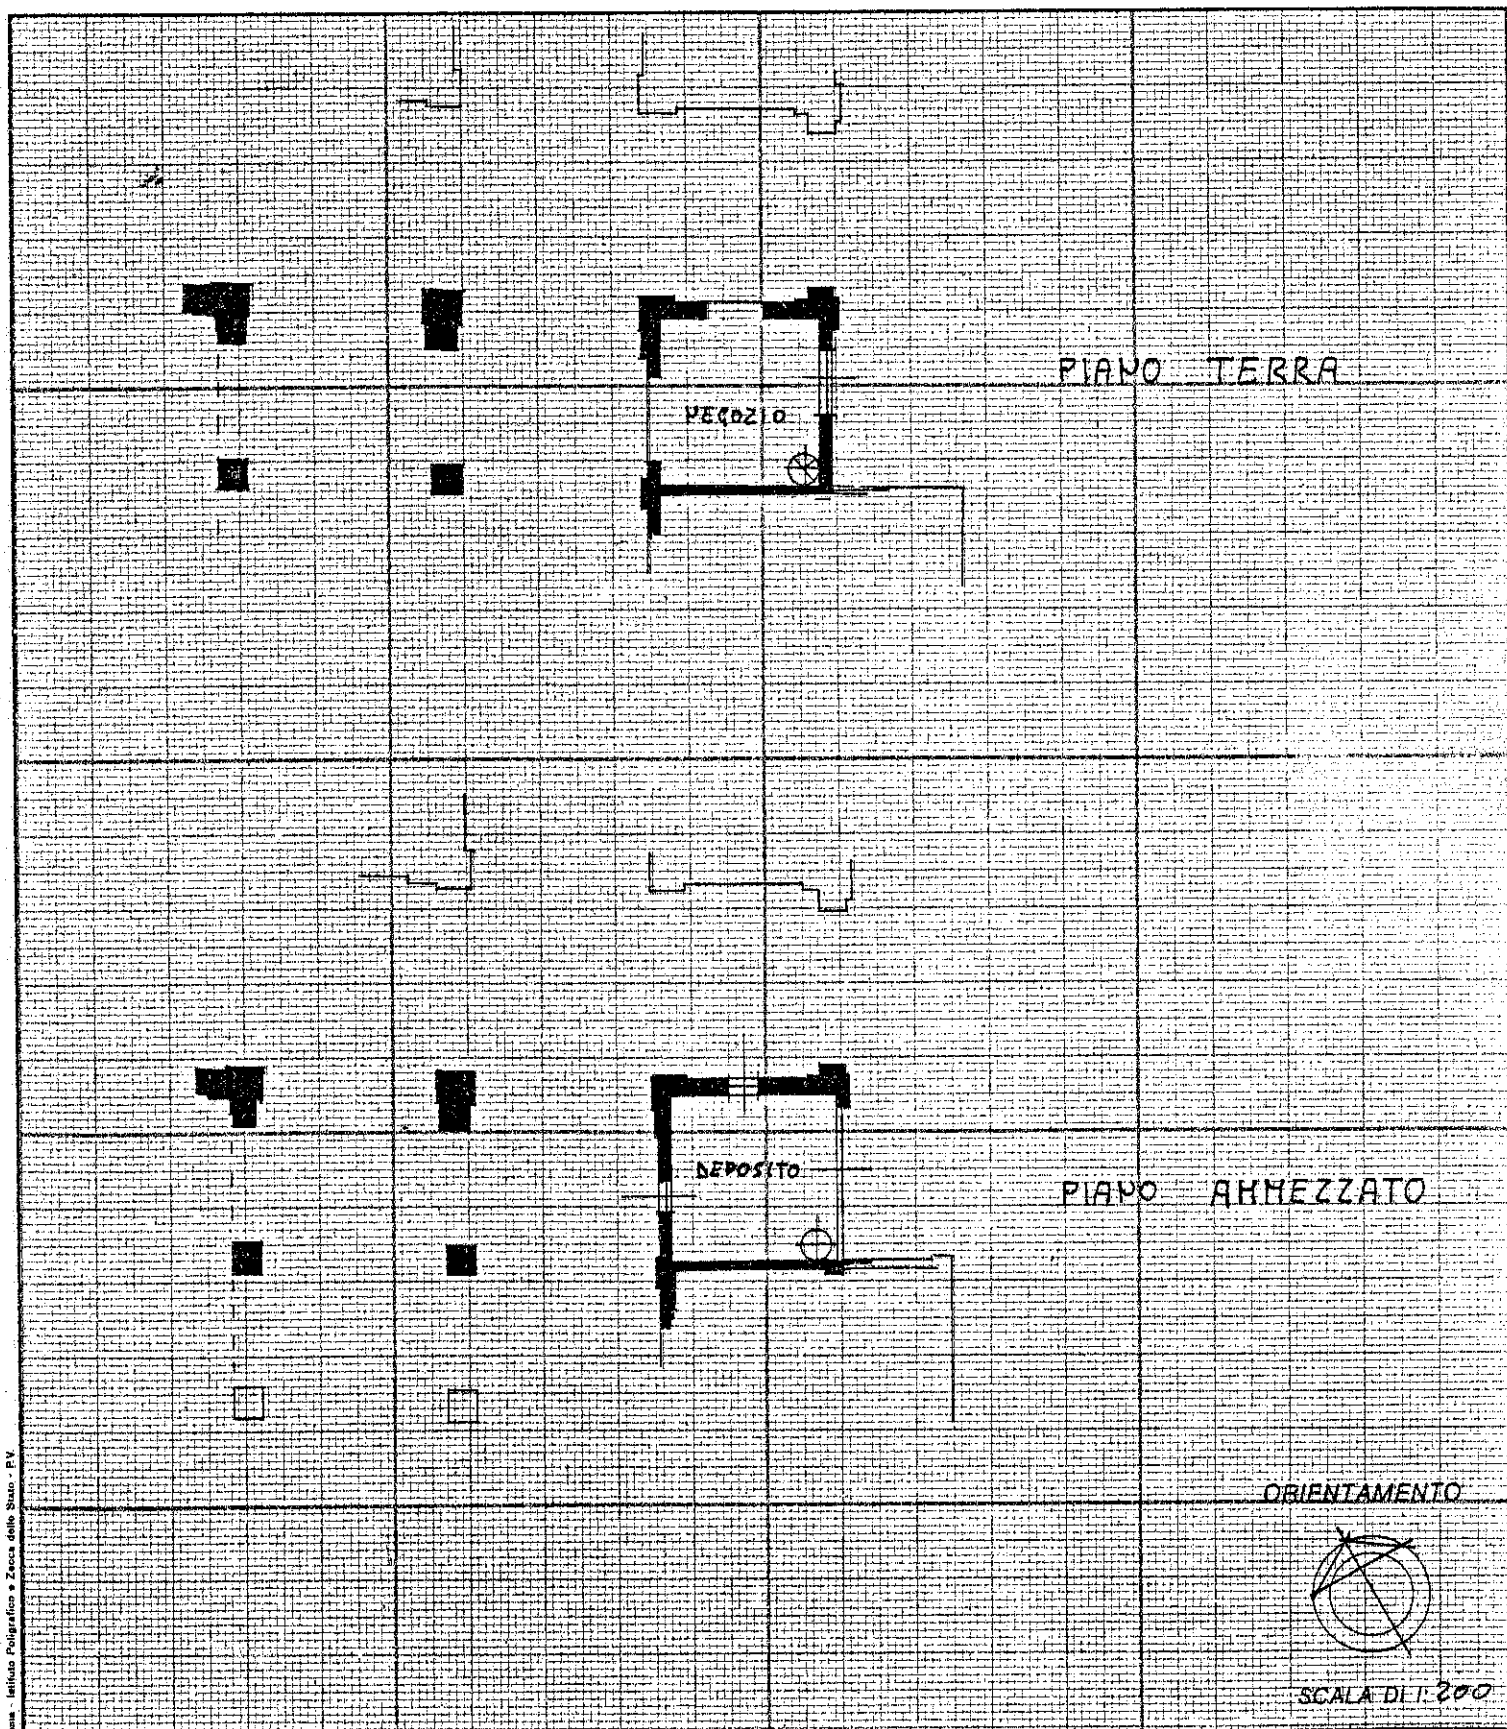 PIANO TERRA
NEGOZIO
DEPOSITO
PIANO AMMEZZATO
ORIENTAMENTO
SCALA DI 1: 200
Istituto Poligrafico e Zecca dello Stato - P.V.